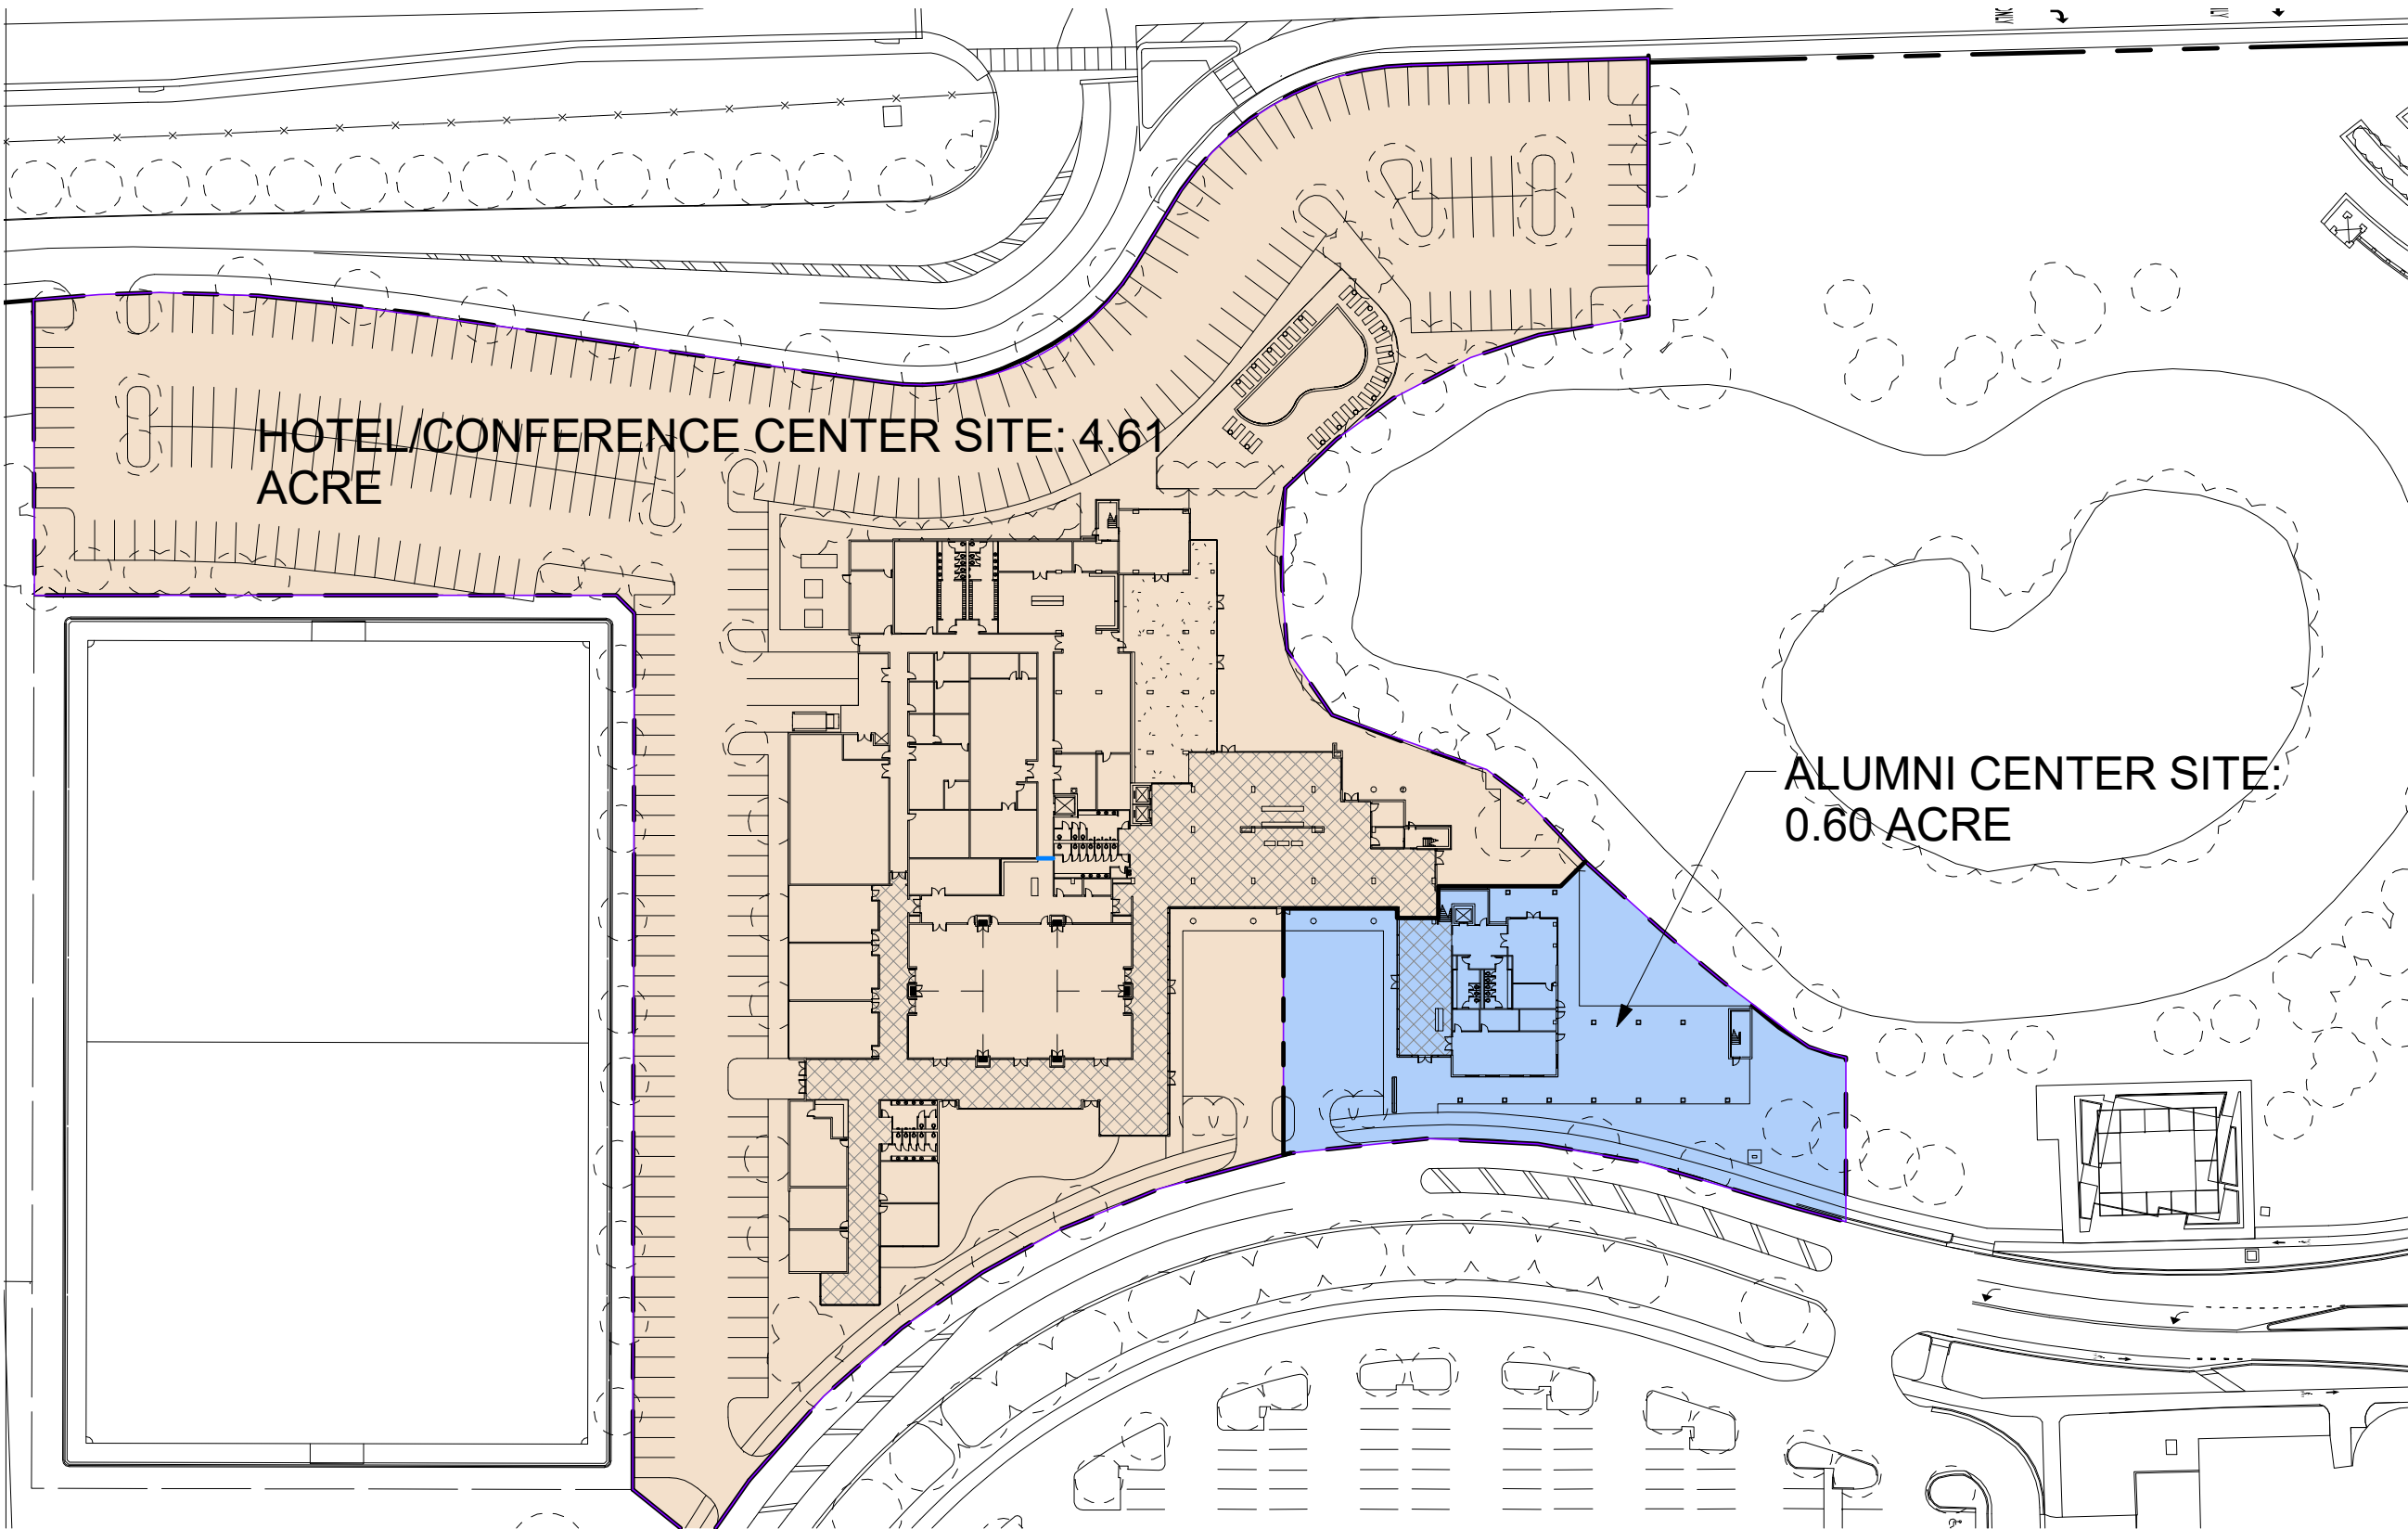 HOTEL/CONFERENCE CENTER SITE: 4.61
ACRE
ALUMNI CENTER SITE:
0.60 ACRE